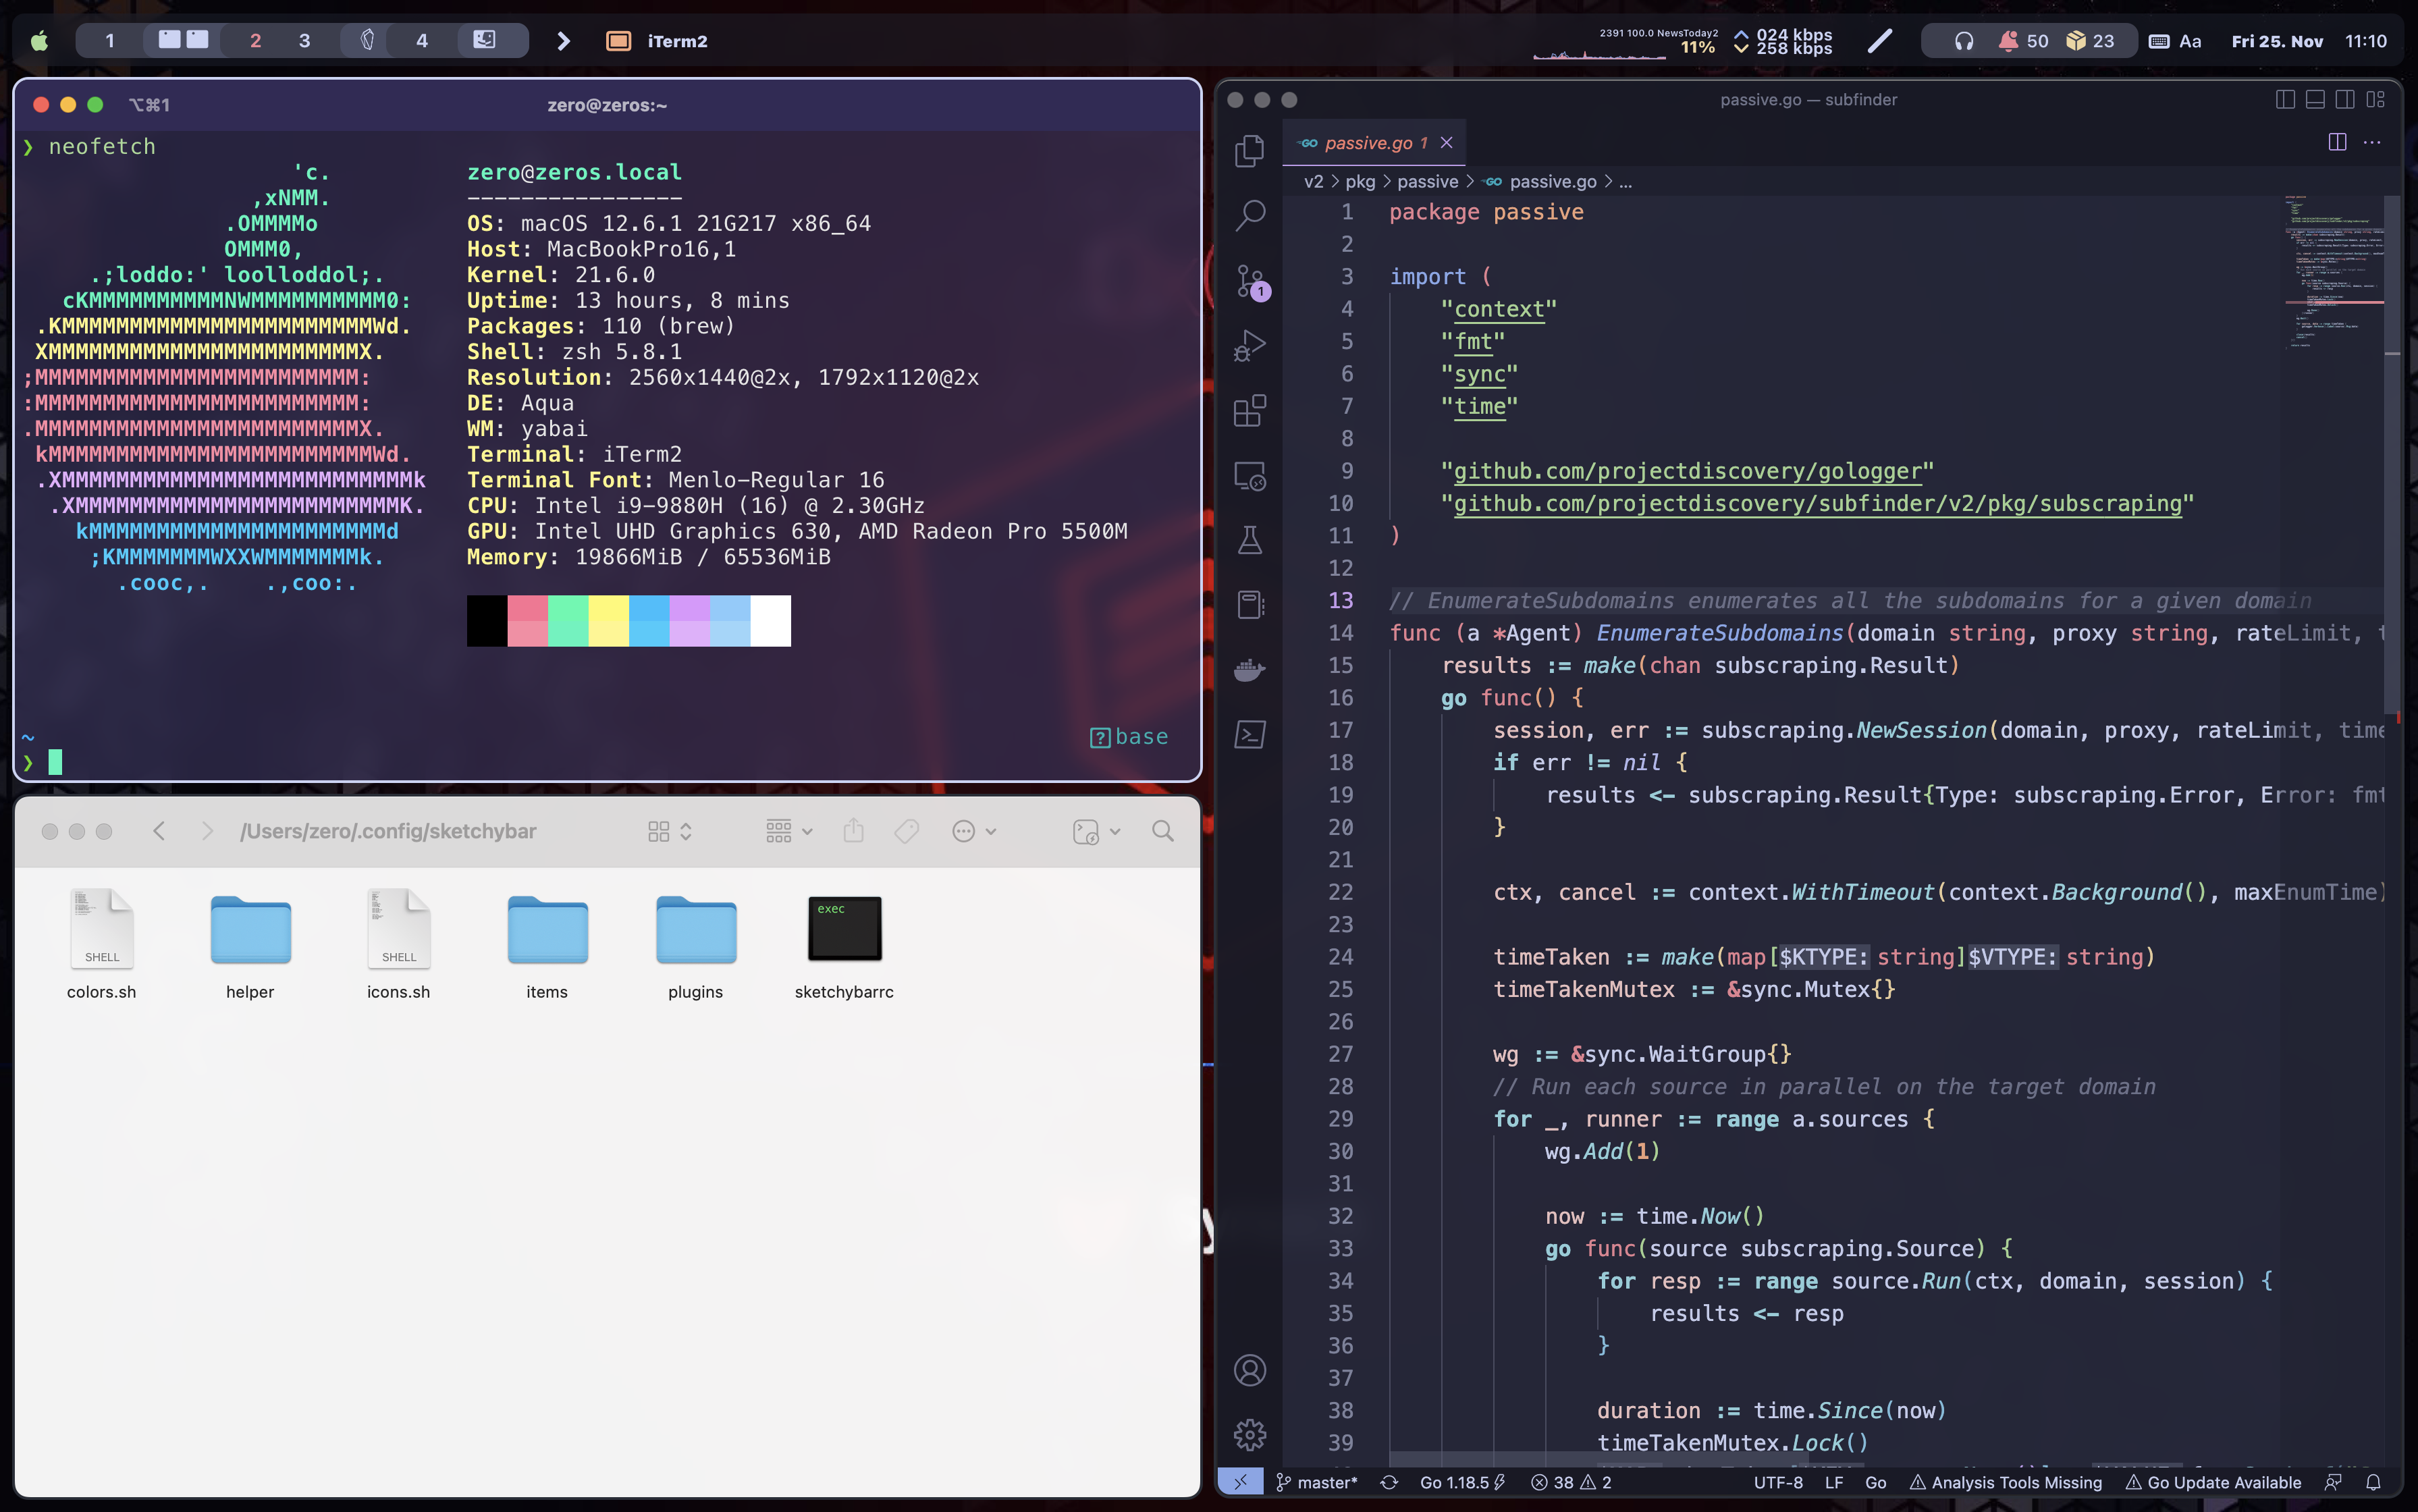 1 2 3 4 iTerm2
2391 100.0 NewsToday2
11%
024 kbps
258 kbps
50 23 Aa Fri 25. Nov 11:10
⌥⌘1 zero@zeros:~
❯ neofetch
'c.
,xNMM.
.OMMMMo
OMMM0,
.;loddo:' loolloddol;.
cKMMMMMMMMMMNWMMMMMMMMMM0:
.KMMMMMMMMMMMMMMMMMMMMMMMWd.
XMMMMMMMMMMMMMMMMMMMMMMMX.
;MMMMMMMMMMMMMMMMMMMMMMMM:
:MMMMMMMMMMMMMMMMMMMMMMMM:
.MMMMMMMMMMMMMMMMMMMMMMMMX.
kMMMMMMMMMMMMMMMMMMMMMMMMWd.
.XMMMMMMMMMMMMMMMMMMMMMMMMMMk
.XMMMMMMMMMMMMMMMMMMMMMMMMK.
kMMMMMMMMMMMMMMMMMMMMMMd
;KMMMMMMMWXXWMMMMMMMk.
.cooc,. .,coo:.
zero@zeros.local
----------------
OS: macOS 12.6.1 21G217 x86_64
Host: MacBookPro16,1
Kernel: 21.6.0
Uptime: 13 hours, 8 mins
Packages: 110 (brew)
Shell: zsh 5.8.1
Resolution: 2560x1440@2x, 1792x1120@2x
DE: Aqua
WM: yabai
Terminal: iTerm2
Terminal Font: Menlo-Regular 16
CPU: Intel i9-9880H (16) @ 2.30GHz
GPU: Intel UHD Graphics 630, AMD Radeon Pro 5500M
Memory: 19866MiB / 65536MiB
~ base
❯
/Users/zero/.config/sketchybar
SHELL
SHELL
exec
colors.sh helper icons.sh items plugins sketchybarrc
passive.go — subfinder
GO passive.go 1
v2 > pkg > passive > GO passive.go > ...
1
1 package passive
2
3 import (
4 "context"
5 "fmt"
6 "sync"
7 "time"
8
9 "github.com/projectdiscovery/gologger"
10 "github.com/projectdiscovery/subfinder/v2/pkg/subscraping"
11 )
12
13 // EnumerateSubdomains enumerates all the subdomains for a given domain
14 func (a *Agent) EnumerateSubdomains(domain string, proxy string, rateLimit, t
15 results := make(chan subscraping.Result)
16 go func() {
17 session, err := subscraping.NewSession(domain, proxy, rateLimit, time
18 if err != nil {
19 results <- subscraping.Result{Type: subscraping.Error, Error: fmt
20 }
21
22 ctx, cancel := context.WithTimeout(context.Background(), maxEnumTime)
23
24 timeTaken := make(map[$KTYPE: string]$VTYPE: string)
25 timeTakenMutex := &sync.Mutex{}
26
27 wg := &sync.WaitGroup{}
28 // Run each source in parallel on the target domain
29 for _, runner := range a.sources {
30 wg.Add(1)
31
32 now := time.Now()
33 go func(source subscraping.Source) {
34 for resp := range source.Run(ctx, domain, session) {
35 results <- resp
36 }
37
38 duration := time.Since(now)
39 timeTakenMutex.Lock()
master* Go 1.18.5 38 2 UTF-8 LF Go Analysis Tools Missing Go Update Available